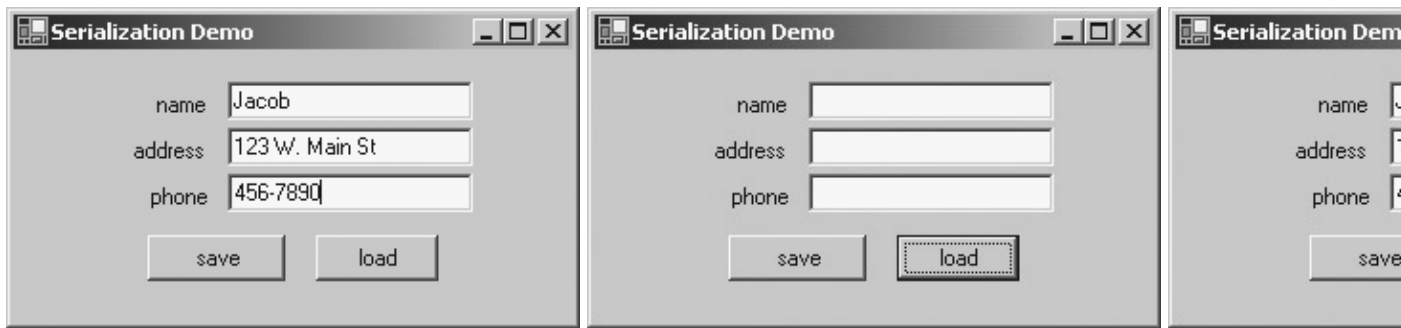 Serialization Demo
name Jacob
address 123 W. Main St
phone 456-7890
save load
Serialization Demo
name
address
phone
save load
Serialization Dem
name
address
phone
save